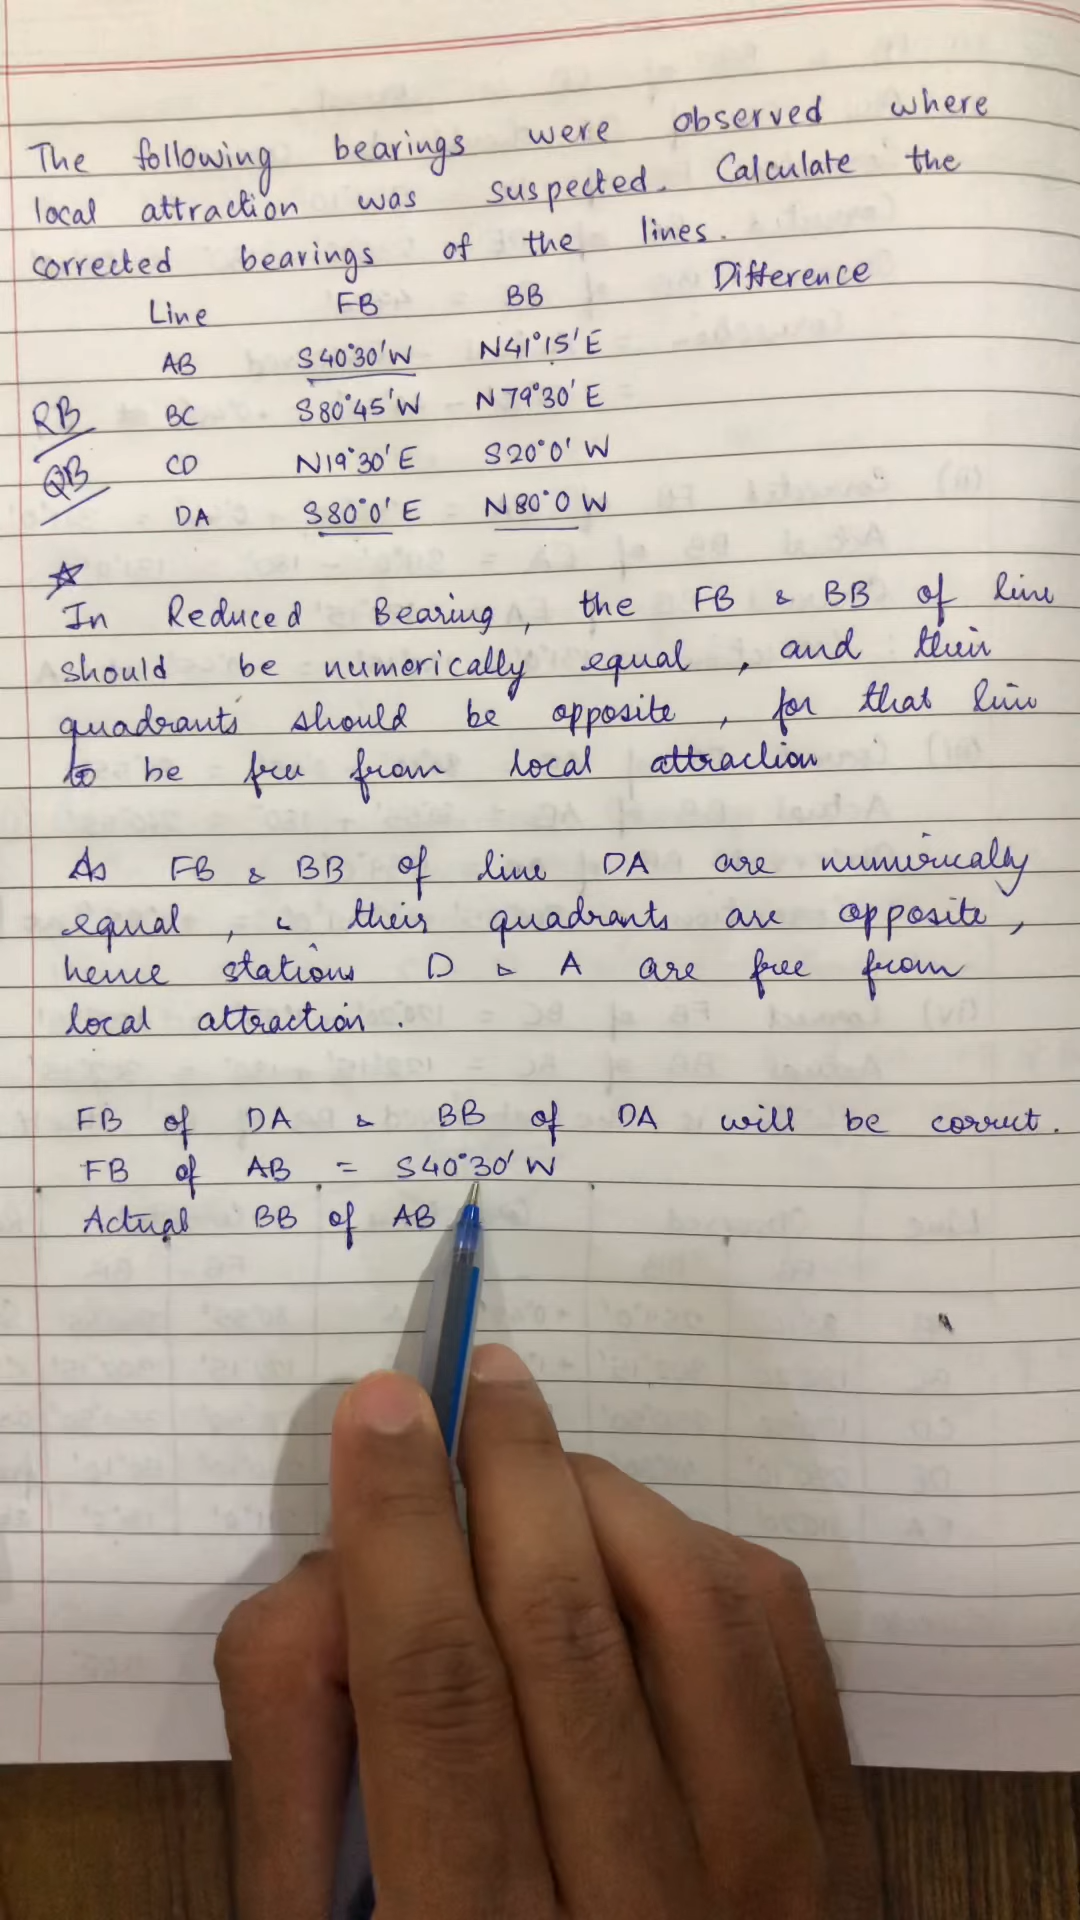 The following bearings were observed where
local attraction was suspected. Calculate the
corrected bearings of the lines.
Line FB BB Difference
AB S40°30'W N41°15'E
RB BC S80°45'W N79°30'E
QB CD N19°30'E S20°0'W
DA S80°0'E N80°0 W
In Reduced Bearing, the FB & BB of line
should be numerically equal, and their
quadrants should be opposite, for that line
to be free from local attraction
As FB & BB of line DA are numerically
equal, & their quadrants are opposite,
hence stations D & A are free from
local attraction.
FB of DA & BB of DA will be correct.
FB of AB = S40°30'W
Actual BB of AB